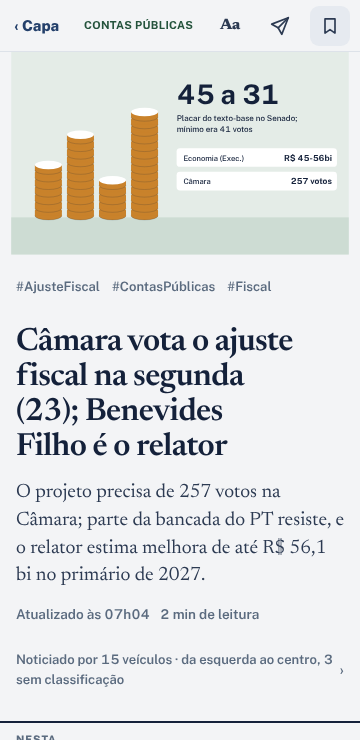 ‹ Capa
CONTAS PÚBLICAS
Aa
45 a 31
Placar do texto-base no Senado;
mínimo era 41 votos
Economia (Exec.) R$ 45-56bi
Câmara 257 votos
#AjusteFiscal #ContasPúblicas #Fiscal
Câmara vota o ajuste
fiscal na segunda
(23); Benevides
Filho é o relator
O projeto precisa de 257 votos na
Câmara; parte da bancada do PT resiste, e
o relator estima melhora de até R$ 56,1
bi no primário de 2027.
Atualizado às 07h04 2 min de leitura
Noticiado por 15 veículos · da esquerda ao centro, 3
sem classificação
›
NESTA